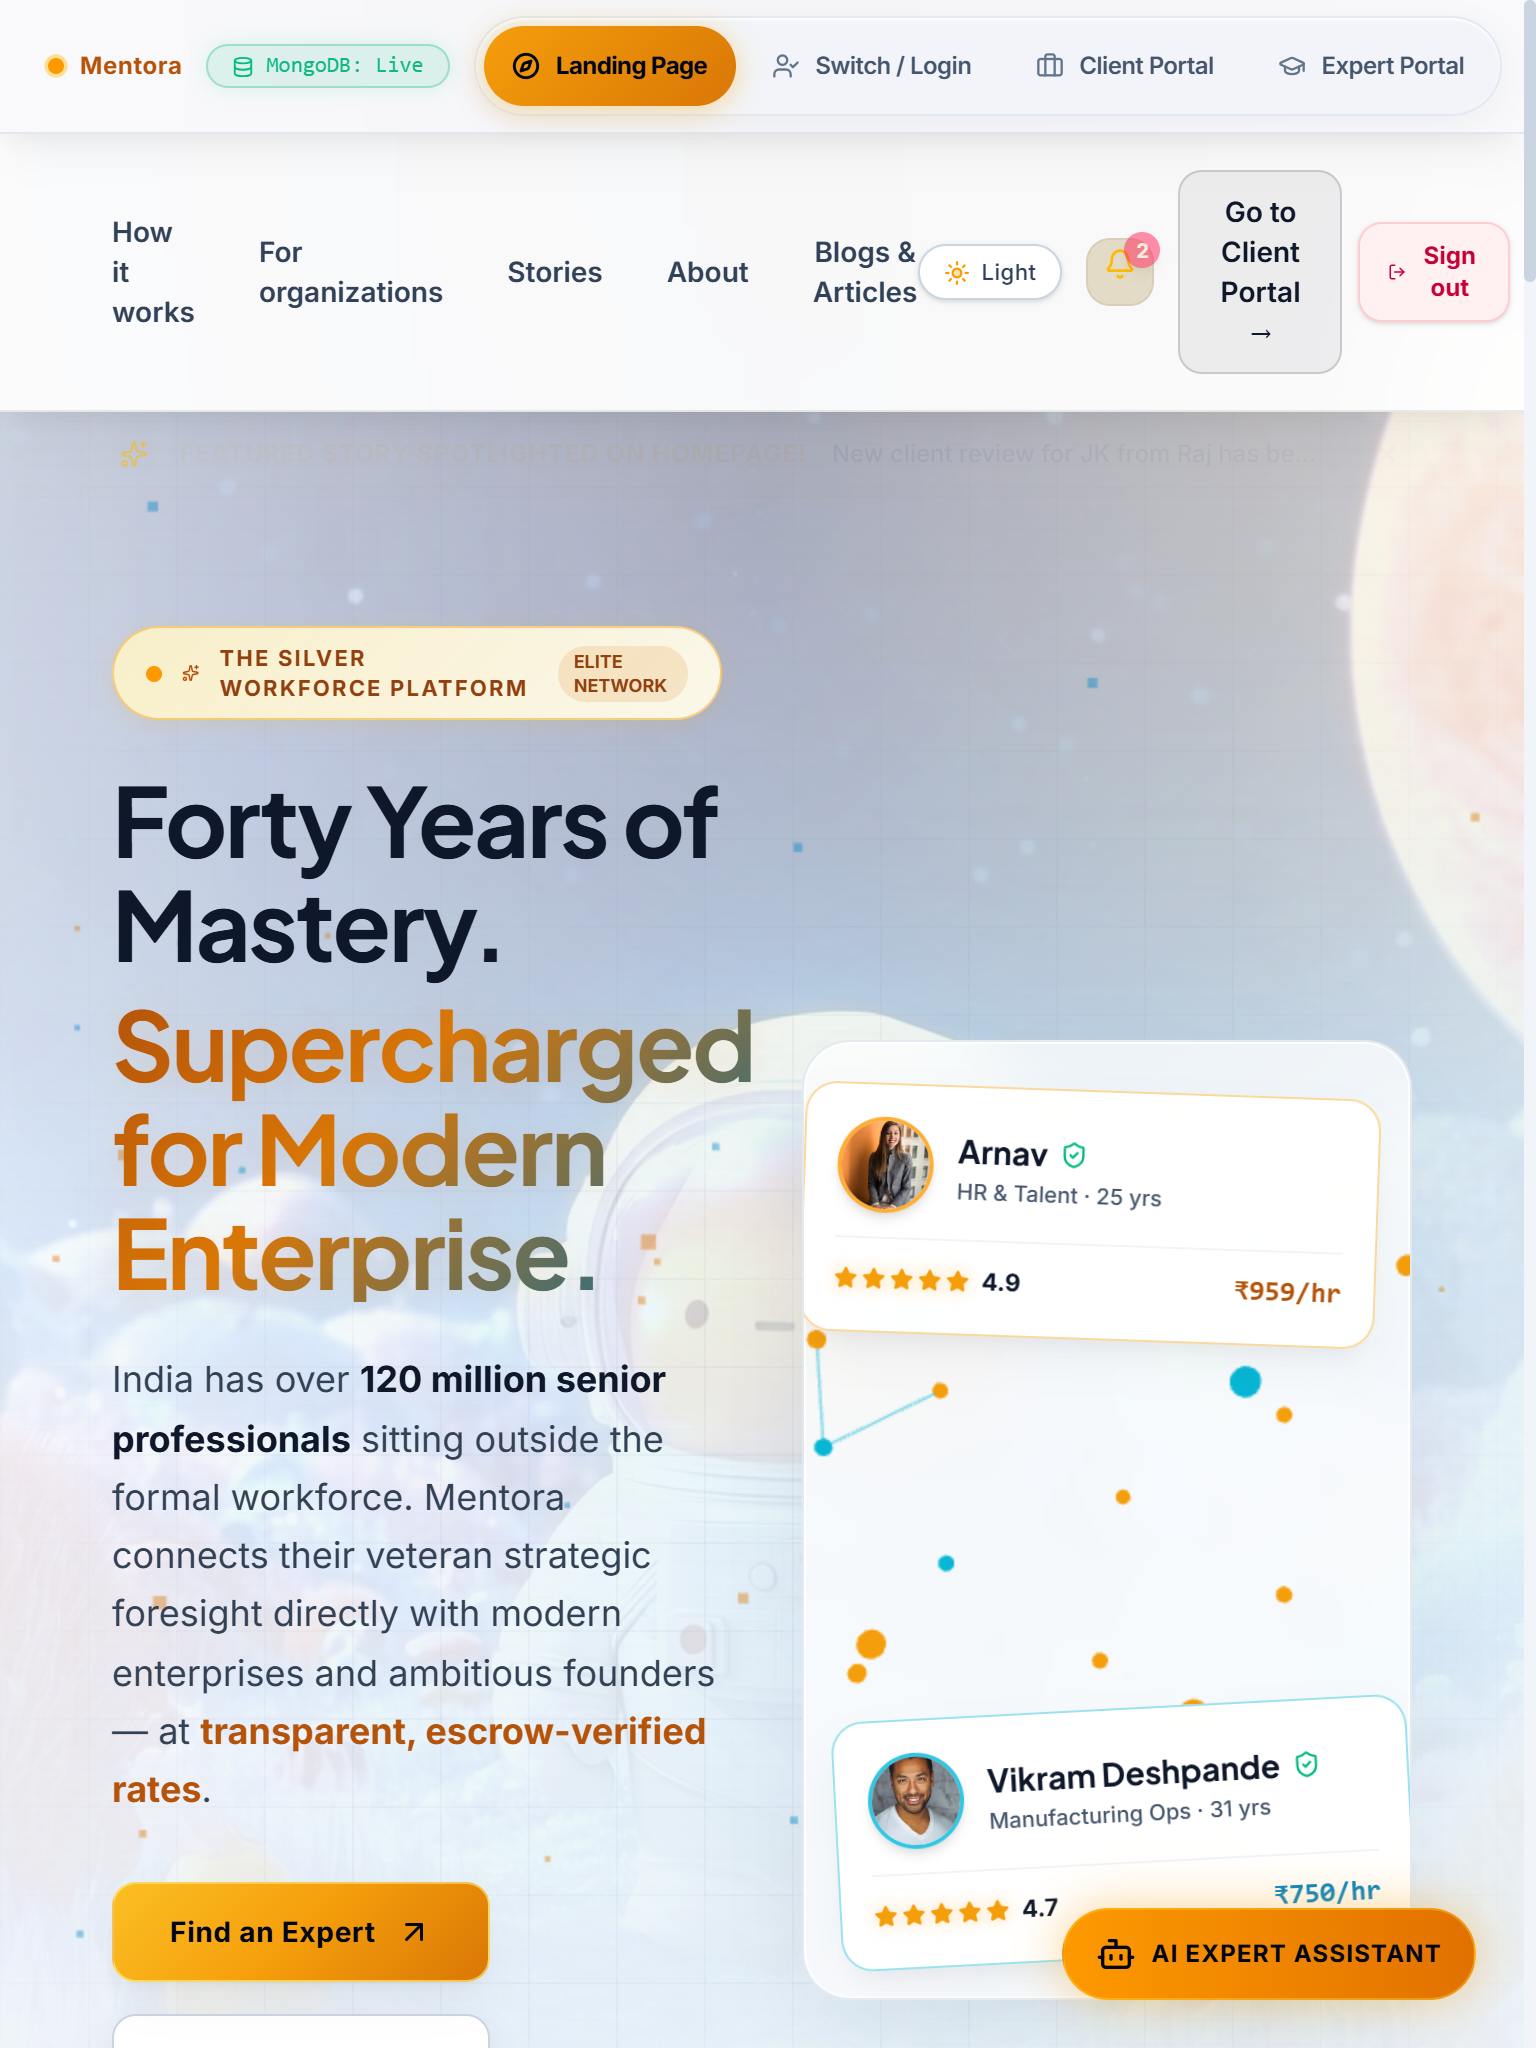 Mentora
MongoDB: Live
Landing Page
Switch / Login
Client Portal
Expert Portal
How
it
works
For
organizations
Stories
About
Blogs &
Articles
Light
2
Go to
Client
Portal
→
Sign
out
FEATURED STORY SPOTLIGHTED ON HOMEPAGE! New client review for JK from Raj has be...
THE SILVER
WORKFORCE PLATFORM
ELITE
NETWORK
Forty Years of
Mastery.
Supercharged
for Modern
Enterprise.
India has over 120 million senior
professionals sitting outside the
formal workforce. Mentora
connects their veteran strategic
foresight directly with modern
enterprises and ambitious founders
— at transparent, escrow-verified
rates.
Find an Expert
Arnav
HR & Talent · 25 yrs
4.9
₹959/hr
Vikram Deshpande
Manufacturing Ops · 31 yrs
4.7
₹750/hr
AI EXPERT ASSISTANT